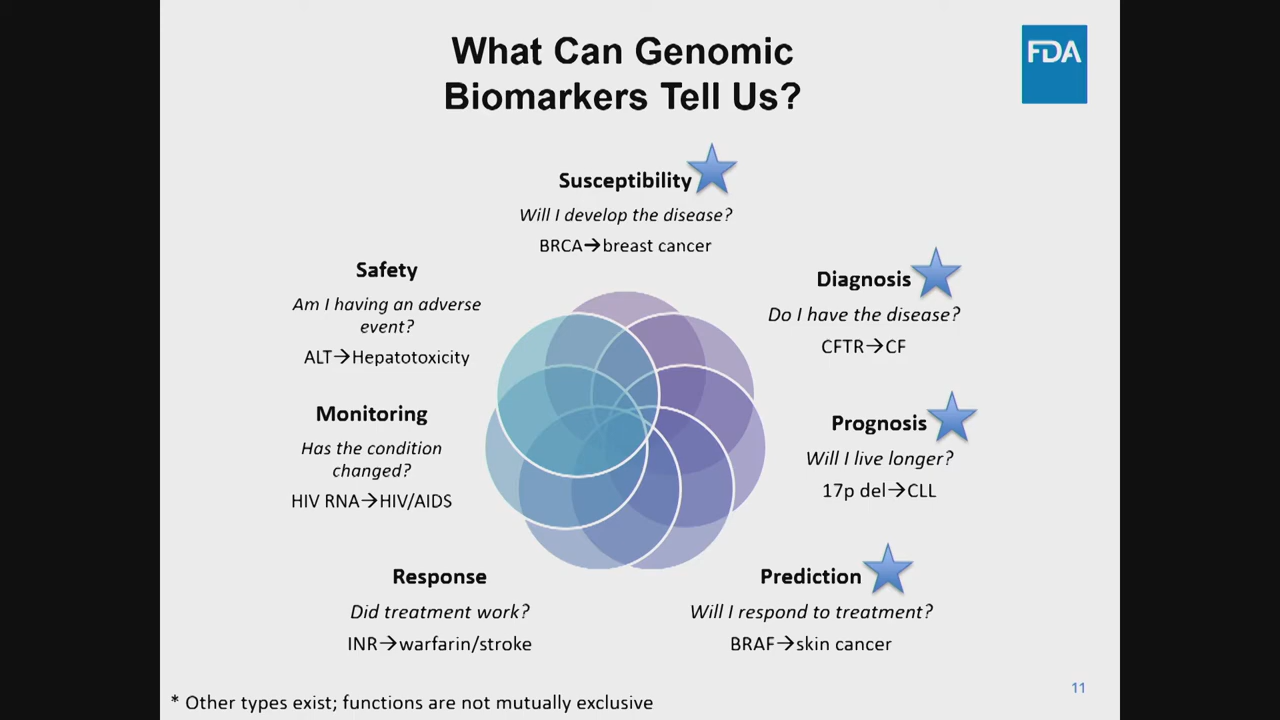 What Can Genomic
Biomarkers Tell Us?
FDA
Susceptibility
Will I develop the disease?
BRCA→breast cancer
Diagnosis
Do I have the disease?
CFTR→CF
Prognosis
Will I live longer?
17p del→CLL
Prediction
Will I respond to treatment?
BRAF→skin cancer
Response
Did treatment work?
INR→warfarin/stroke
Monitoring
Has the condition
changed?
HIV RNA→HIV/AIDS
Safety
Am I having an adverse
event?
ALT→Hepatotoxicity
* Other types exist; functions are not mutually exclusive
11